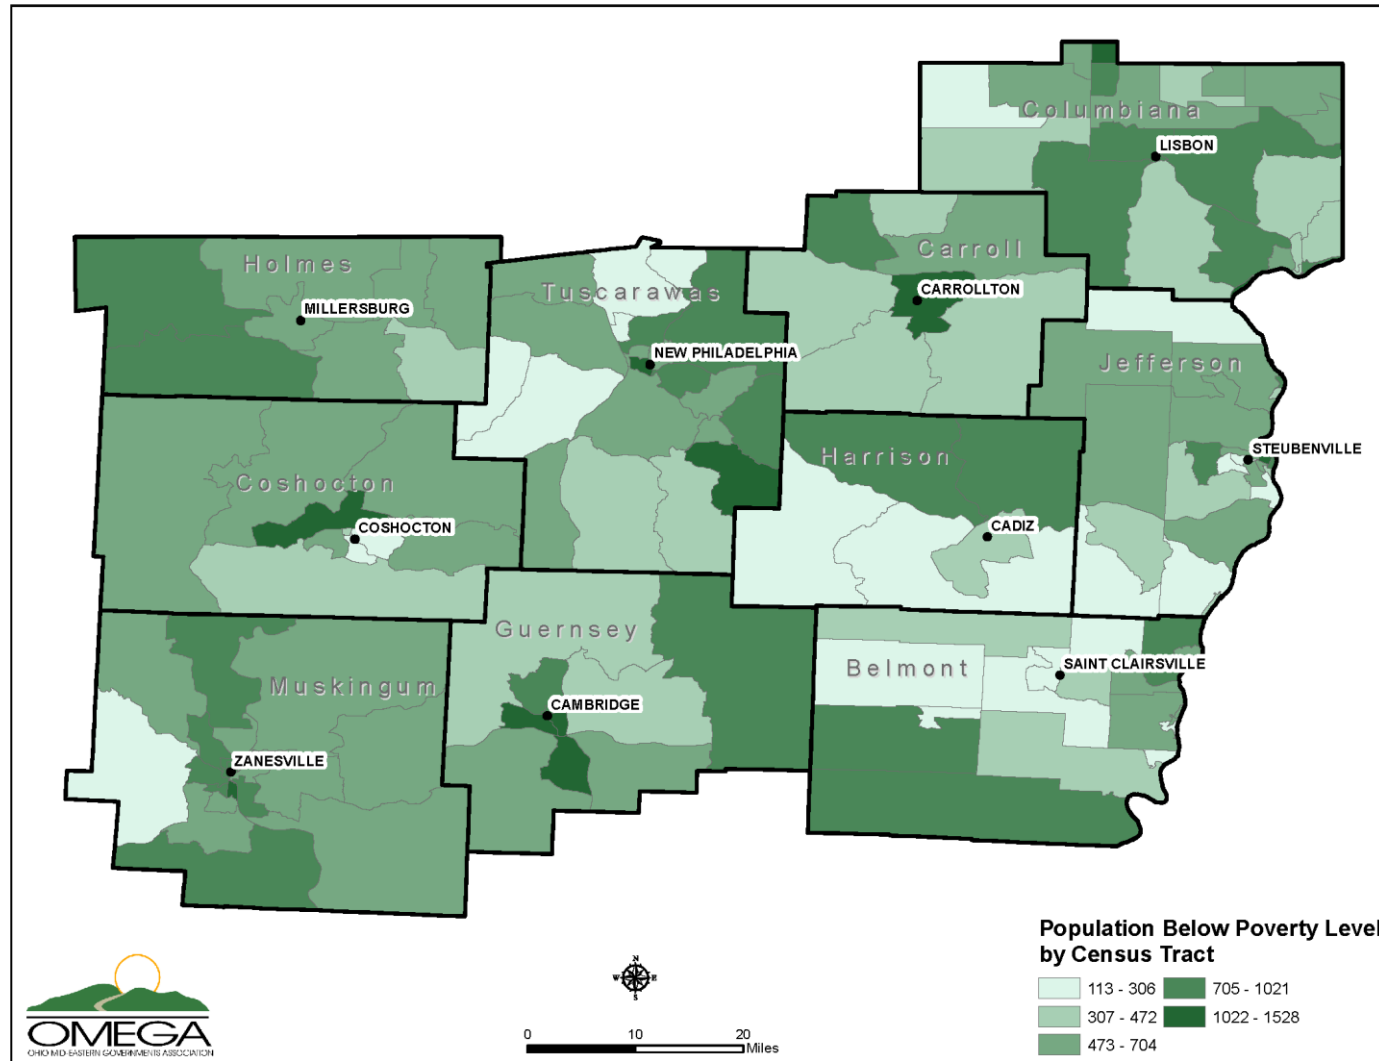 Columbiana
LISBON
Carroll
CARROLLTON
Holmes
MILLERSBURG
Tuscarawas
NEW PHILADELPHIA
Jefferson
STEUBENVILLE
Harrison
CADIZ
Coshocton
COSHOCTON
Guernsey
CAMBRIDGE
Belmont
SAINT CLAIRSVILLE
Muskingum
ZANESVILLE
Population Below Poverty Level
by Census Tract
113 - 306
705 - 1021
307 - 472
1022 - 1528
473 - 704
N
W E
S
0 10 20
Miles
OMEGA
OHIO MID-EASTERN GOVERNMENTS ASSOCIATION